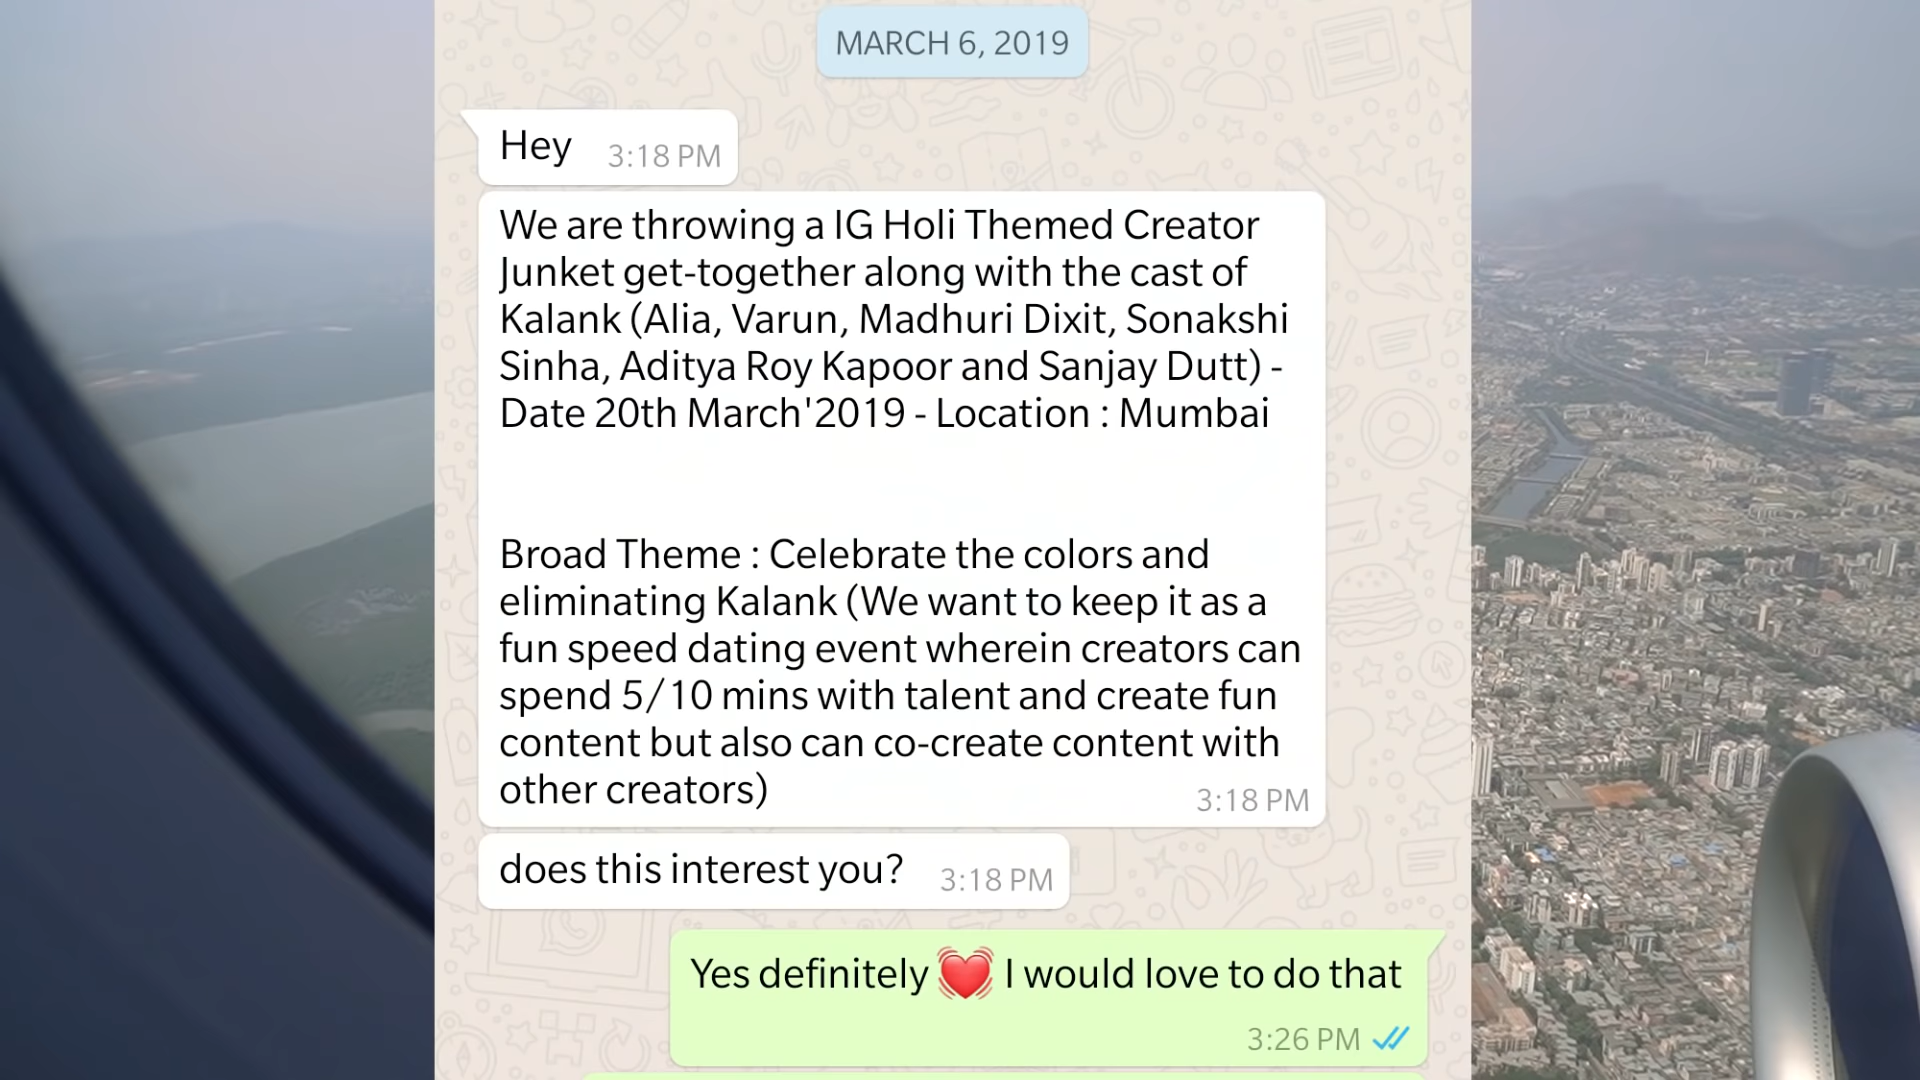 MARCH 6, 2019
Hey 3:18 PM
We are throwing a IG Holi Themed Creator
Junket get-together along with the cast of
Kalank (Alia, Varun, Madhuri Dixit, Sonakshi
Sinha, Aditya Roy Kapoor and Sanjay Dutt) -
Date 20th March'2019 - Location : Mumbai
Broad Theme : Celebrate the colors and
eliminating Kalank (We want to keep it as a
fun speed dating event wherein creators can
spend 5/10 mins with talent and create fun
content but also can co-create content with
other creators) 3:18 PM
does this interest you? 3:18 PM
Yes definitely 💓 I would love to do that
3:26 PM